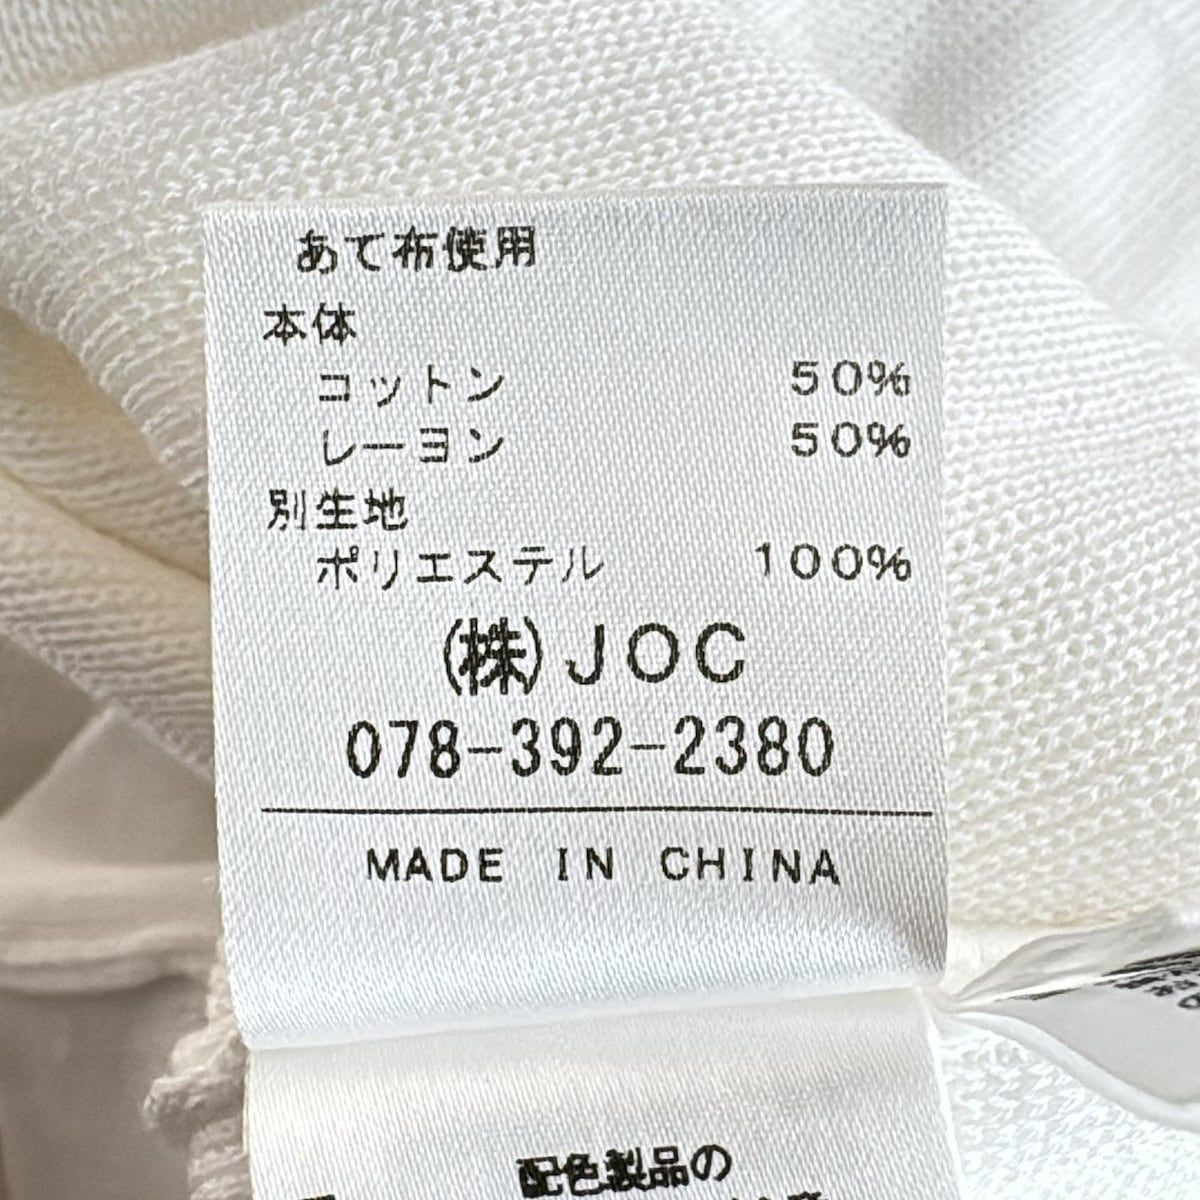 あて布使用
本体
コットン 50%
レーヨン 50%
別生地
ポリエステル 100%
(株)JOC
078-392-2380
MADE IN CHINA
配色製品の